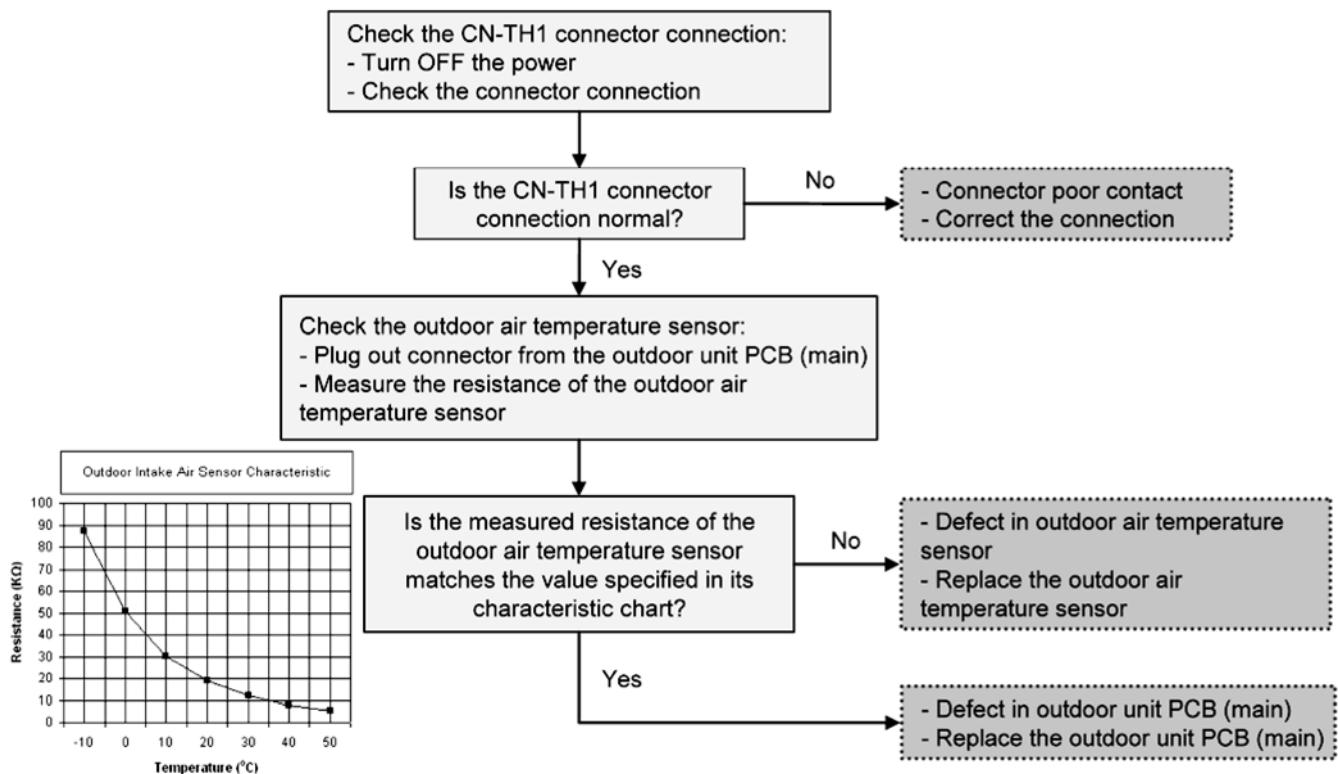 Check the CN-TH1 connector connection:
- Turn OFF the power
- Check the connector connection
Is the CN-TH1 connector
connection normal?
No
- Connector poor contact
- Correct the connection
Yes
Check the outdoor air temperature sensor:
- Plug out connector from the outdoor unit PCB (main)
- Measure the resistance of the outdoor air
temperature sensor
Outdoor Intake Air Sensor Characteristic
100
90
80
70
60
50
40
30
20
10
0
Resistance (KΩ)
-10 0 10 20 30 40 50
Temperature (°C)
Is the measured resistance of the
outdoor air temperature sensor
matches the value specified in its
characteristic chart?
No
- Defect in outdoor air temperature
sensor
- Replace the outdoor air
temperature sensor
Yes
- Defect in outdoor unit PCB (main)
- Replace the outdoor unit PCB (main)